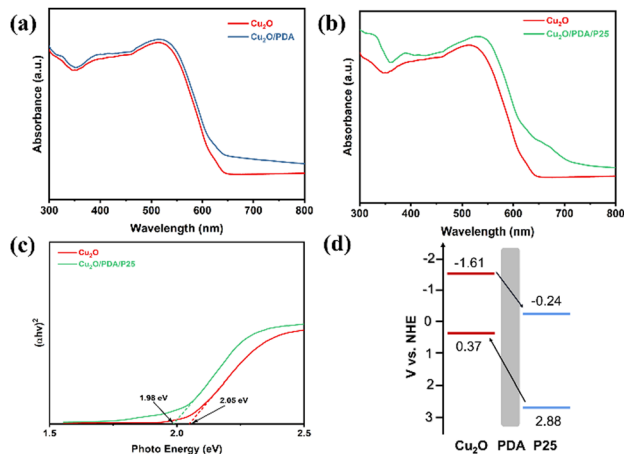 (a)
Cu₂O
Cu₂O/PDA
Absorbance (a.u.)
300 400 500 600 700 800
Wavelength (nm)
(b)
Cu₂O
Cu₂O/PDA/P25
Absorbance (a.u.)
300 400 500 600 700 800
Wavelength (nm)
(c)
Cu₂O
Cu₂O/PDA/P25
(αhν)²
1.98 eV
2.05 eV
1.5 2.0 2.5
Photo Energy (eV)
(d)
V vs. NHE
-2
-1
0
1
2
3
-1.61
-0.24
0.37
2.88
Cu₂O PDA P25